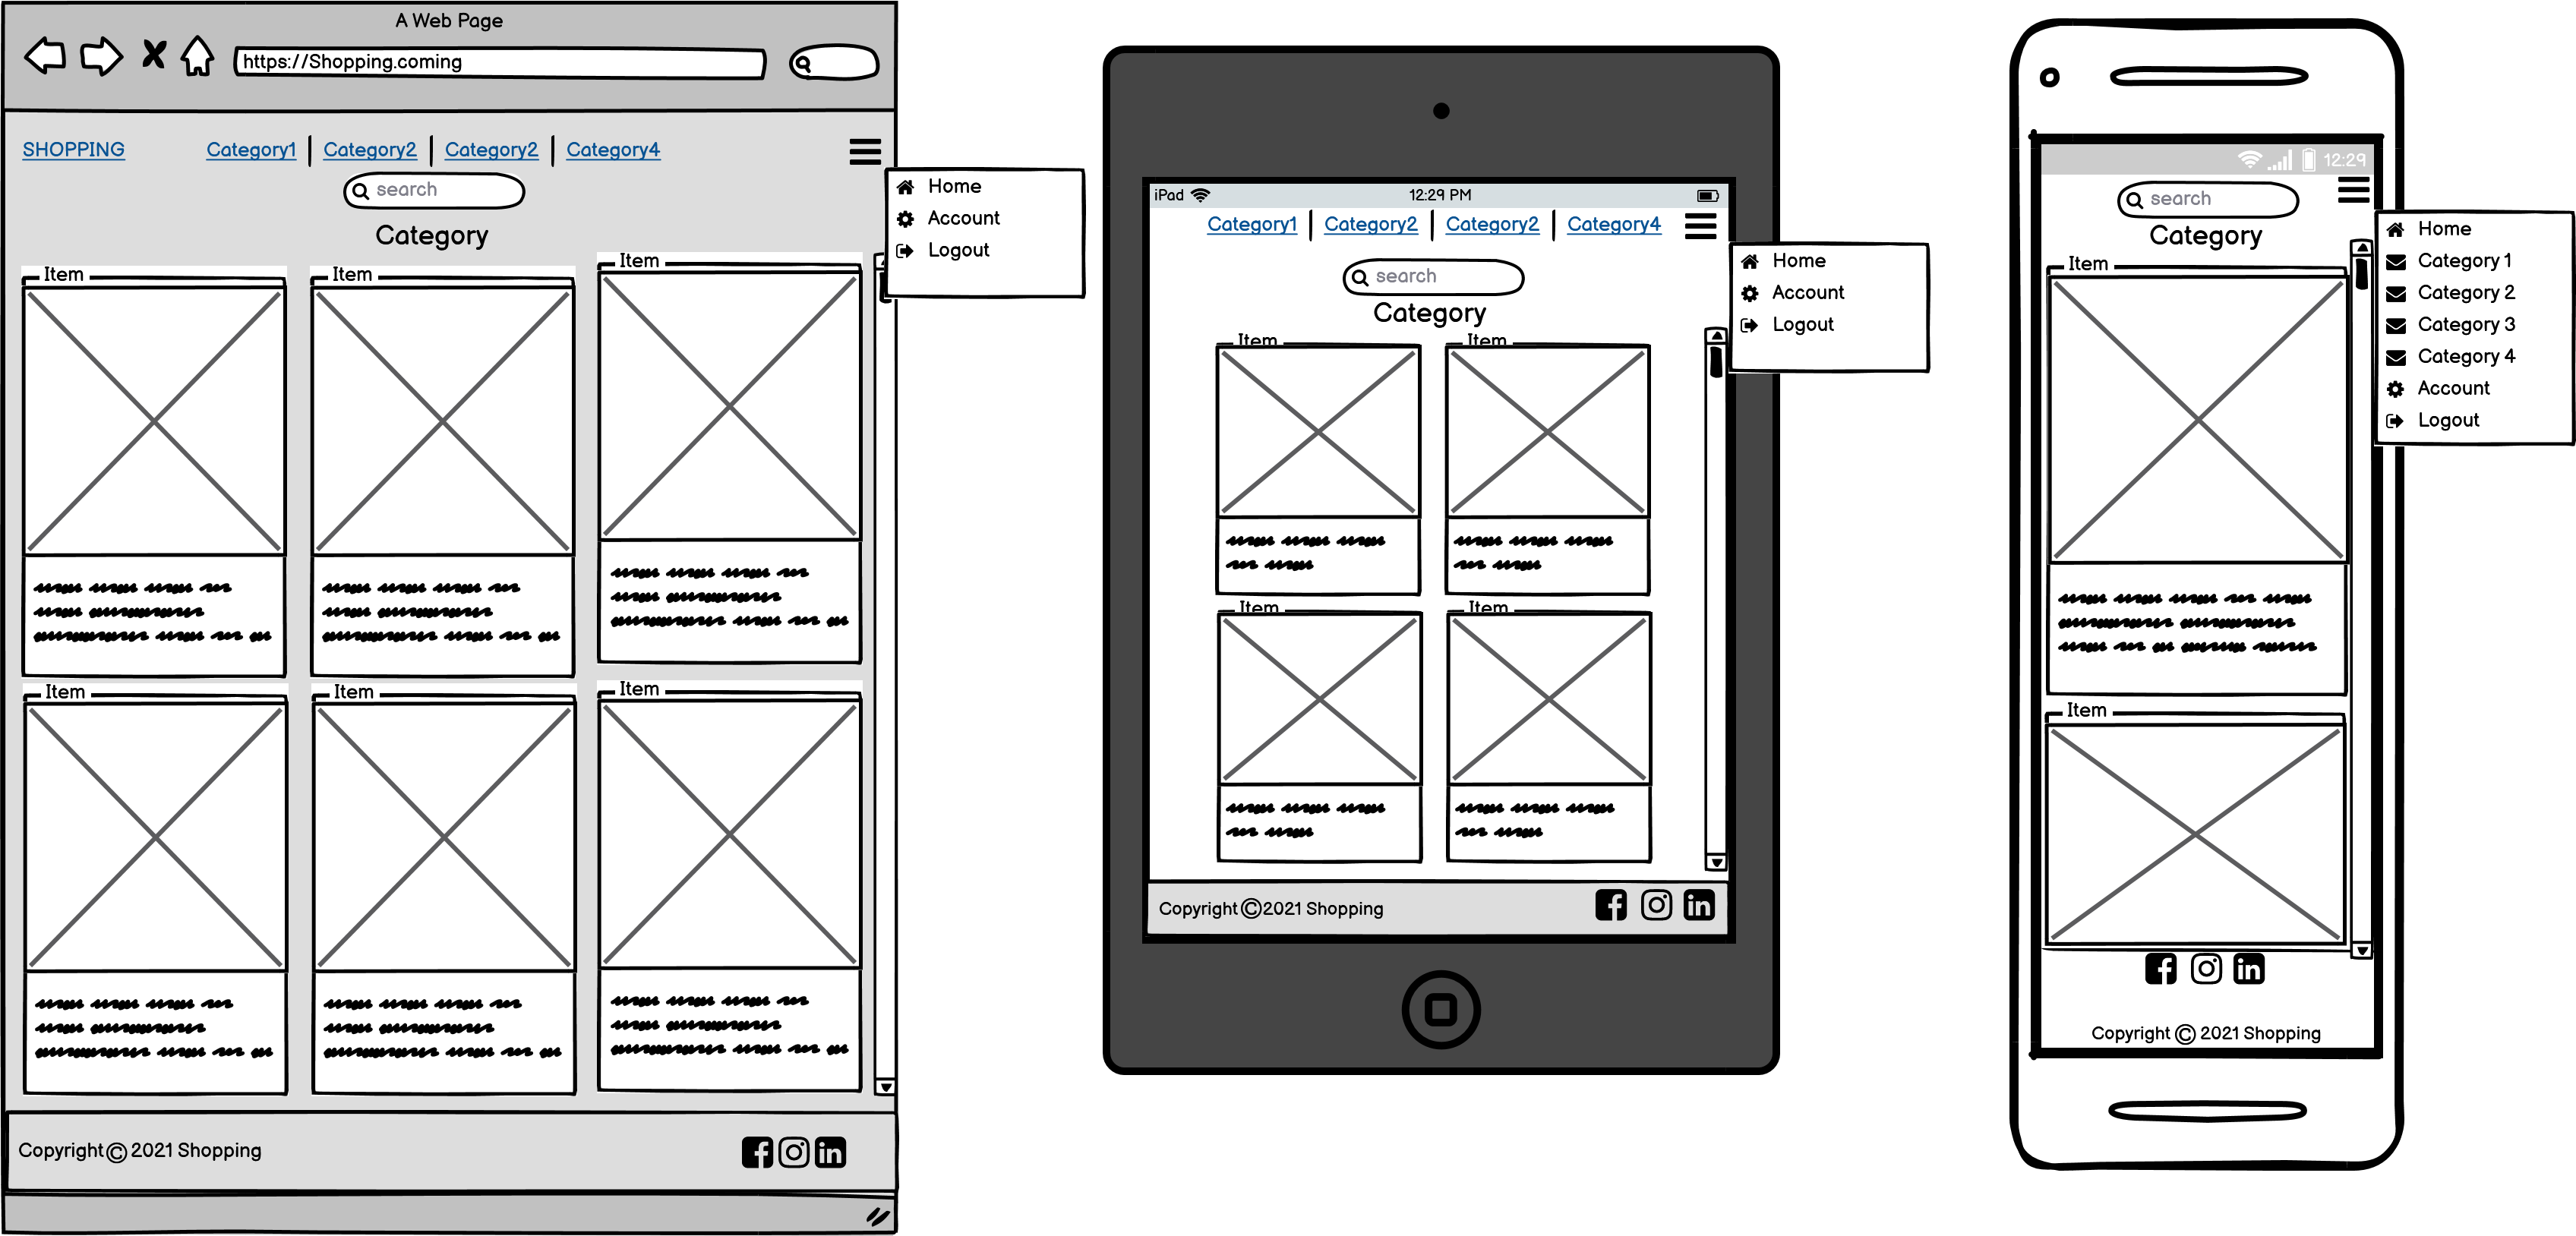 A Web Page
https://Shopping.coming
SHOPPING Category1 Category2 Category2 Category4
search
Category
Home
Account
Logout
Item Item Item
Item Item Item
Copyright © 2021 Shopping
iPad 12:29 PM
Category1 Category2 Category2 Category4
search
Category
Home
Account
Logout
Item Item
Item Item
Copyright © 2021 Shopping
12:29
search
Category
Home
Category 1
Category 2
Category 3
Category 4
Account
Logout
Item
Item
Copyright © 2021 Shopping